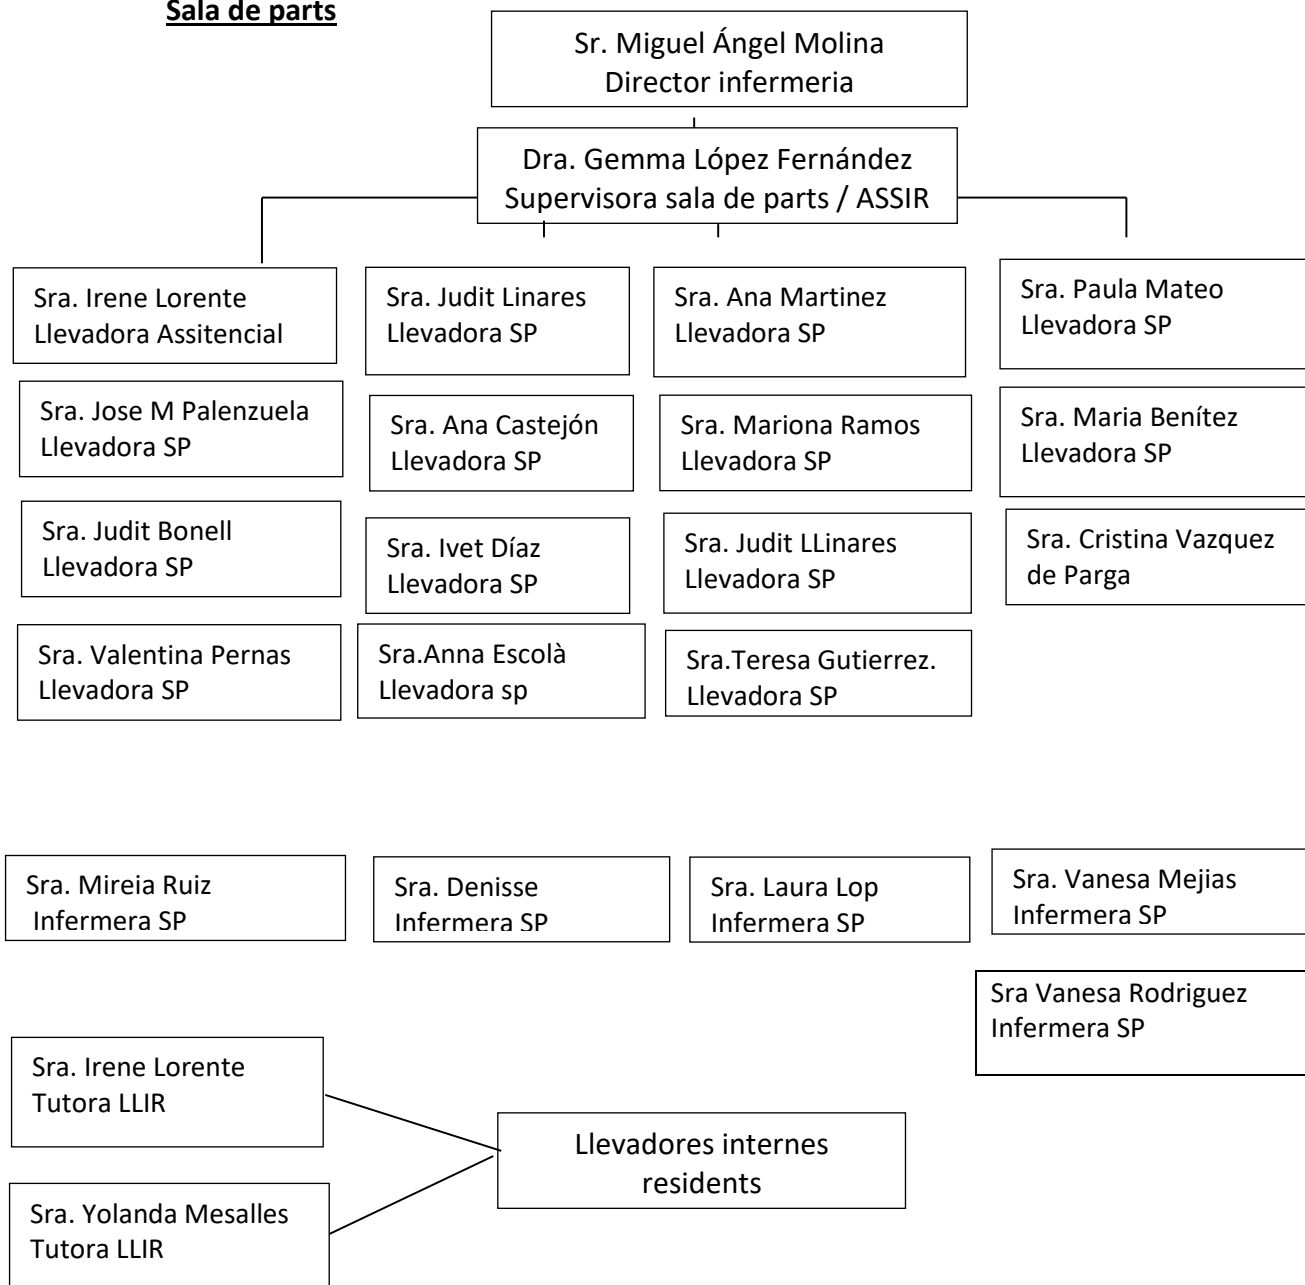 Sala de parts
Sr. Miguel Ángel Molina
Director infermeria
Dra. Gemma López Fernández
Supervisora sala de parts / ASSIR
Sra. Irene Lorente
Llevadora Assitencial
Sra. Judit Linares
Llevadora SP
Sra. Ana Martinez
Llevadora SP
Sra. Paula Mateo
Llevadora SP
Sra. Jose M Palenzuela
Llevadora SP
Sra. Ana Castejón
Llevadora SP
Sra. Mariona Ramos
Llevadora SP
Sra. Maria Benítez
Llevadora SP
Sra. Judit Bonell
Llevadora SP
Sra. Ivet Díaz
Llevadora SP
Sra. Judit LLinares
Llevadora SP
Sra. Cristina Vazquez
de Parga
Sra. Valentina Pernas
Llevadora SP
Sra.Anna Escolà
Llevadora sp
Sra.Teresa Gutierrez.
Llevadora SP
Sra. Mireia Ruiz
Infermera SP
Sra. Denisse
Infermera SP
Sra. Laura Lop
Infermera SP
Sra. Vanesa Mejias
Infermera SP
Sra Vanesa Rodriguez
Infermera SP
Sra. Irene Lorente
Tutora LLIR
Llevadores internes
residents
Sra. Yolanda Mesalles
Tutora LLIR